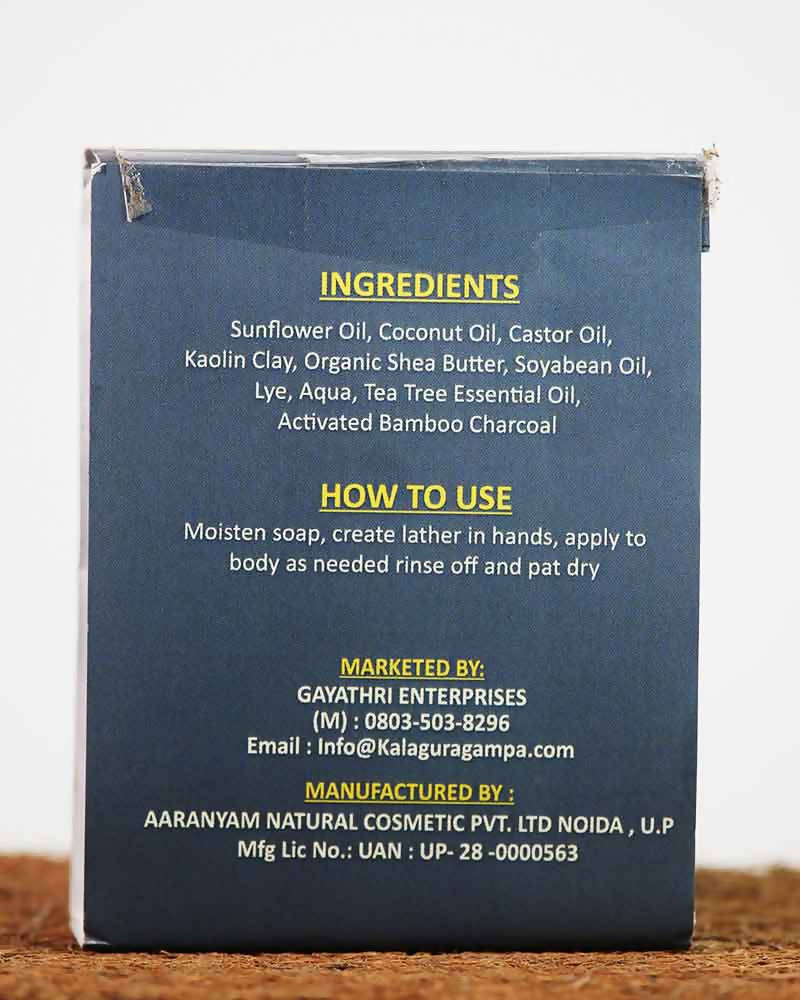 INGREDIENTS
Sunflower Oil, Coconut Oil, Castor Oil,
Kaolin Clay, Organic Shea Butter, Soyabean Oil,
Lye, Aqua, Tea Tree Essential Oil,
Activated Bamboo Charcoal
HOW TO USE
Moisten soap, create lather in hands, apply to
body as needed rinse off and pat dry
MARKETED BY:
GAYATHRI ENTERPRISES
(M) : 0803-503-8296
Email : Info@Kalaguragampa.com
MANUFACTURED BY :
AARANYAM NATURAL COSMETIC PVT. LTD NOIDA , U.P
Mfg Lic No.: UAN : UP- 28 -0000563